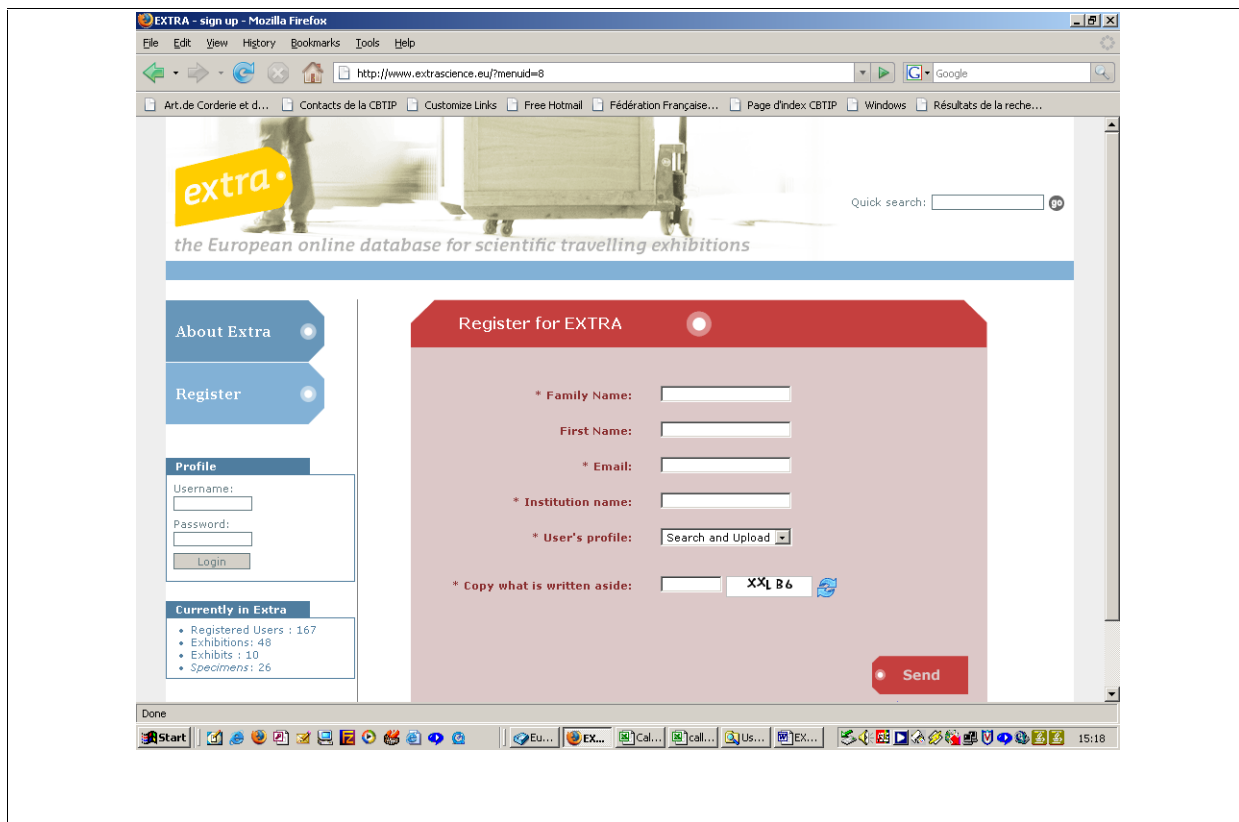 EXTRA - sign up - Mozilla Firefox
File Edit View History Bookmarks Tools Help
http://www.extrascience.eu/?menuid=8
G Google
Art.de Corderie et d... Contacts de la CBTIP Customize Links Free Hotmail Fédération Française... Page d'index CBTIP Windows Résultats de la reche...
extra
Quick search: go
the European online database for scientific travelling exhibitions
About Extra
Register
Profile
Username:
Password:
Login
Currently in Extra
• Registered Users : 167
• Exhibitions: 48
• Exhibits : 10
• Specimens: 26
Register for EXTRA
* Family Name:
First Name:
* Email:
* Institution name:
* User's profile: Search and Upload
* Copy what is written aside: XXL B6
Send
Done
Start Eu... EX... Cal... call... Us... EX... 15:18